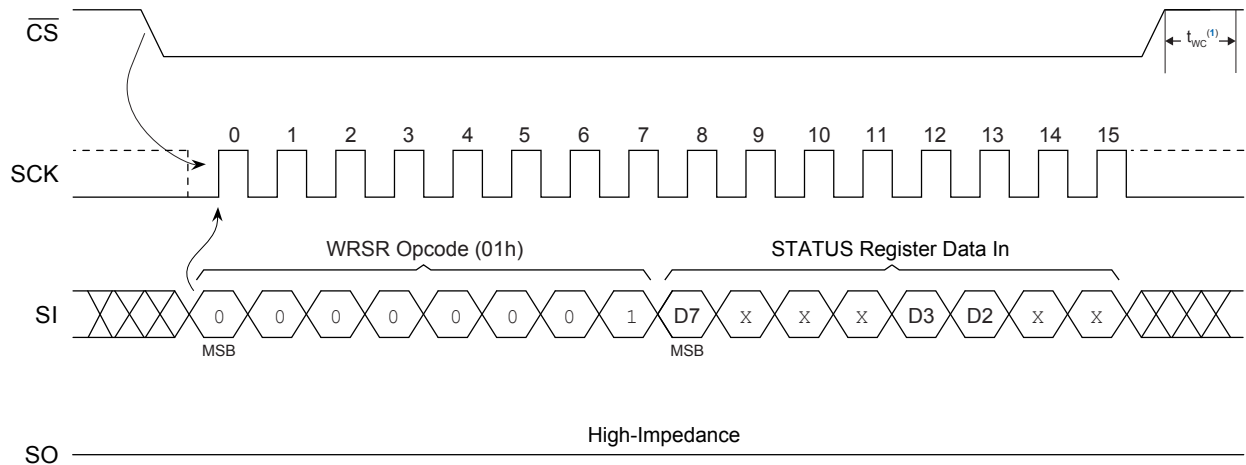 CS
tWC(1)
0 1 2 3 4 5 6 7 8 9 10 11 12 13 14 15
SCK
WRSR Opcode (01h) STATUS Register Data In
SI 0 0 0 0 0 0 0 1 D7 X X X D3 D2 X X
MSB MSB
High-Impedance
SO